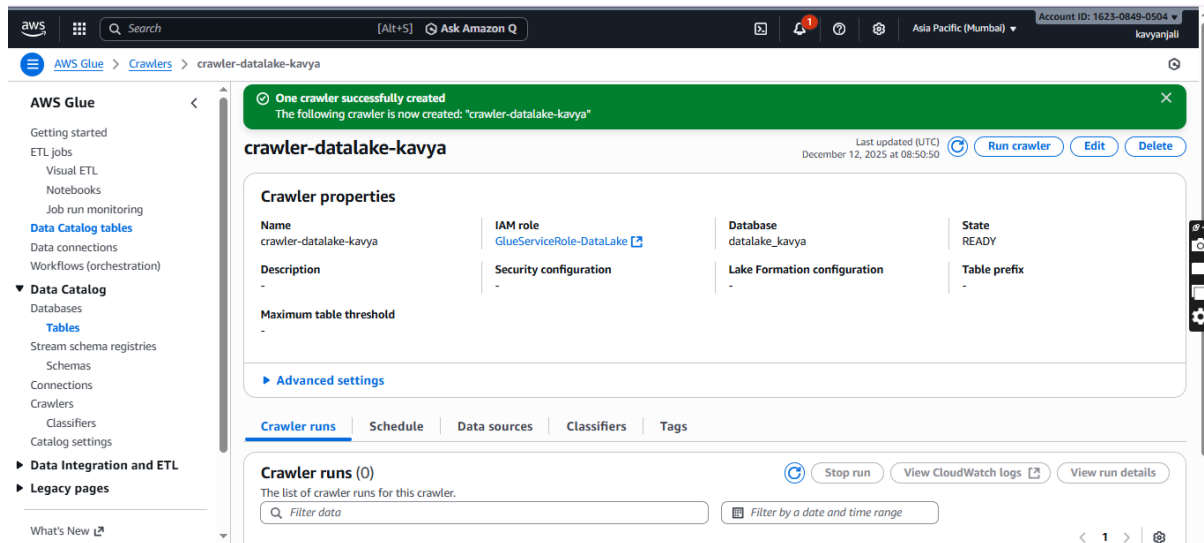 aws
Search
[Alt+S]
Ask Amazon Q
1
Asia Pacific (Mumbai) ▼
Account ID: 1623-0849-0504 ▼
kavyanjali
AWS Glue > Crawlers > crawler-datalake-kavya
AWS Glue
Getting started
ETL jobs
Visual ETL
Notebooks
Job run monitoring
Data Catalog tables
Data connections
Workflows (orchestration)
Data Catalog
Databases
Tables
Stream schema registries
Schemas
Connections
Crawlers
Classifiers
Catalog settings
Data Integration and ETL
Legacy pages
What's New
One crawler successfully created
The following crawler is now created: "crawler-datalake-kavya"
crawler-datalake-kavya
Last updated (UTC)
December 12, 2025 at 08:50:50
Run crawler
Edit
Delete
Crawler properties
Name
crawler-datalake-kavya
IAM role
GlueServiceRole-DataLake
Database
datalake_kavya
State
READY
Description
-
Security configuration
-
Lake Formation configuration
-
Table prefix
-
Maximum table threshold
-
Advanced settings
Crawler runs
Schedule
Data sources
Classifiers
Tags
Crawler runs (0)
The list of crawler runs for this crawler.
Stop run
View CloudWatch logs
View run details
Filter data
Filter by a date and time range
< 1 >